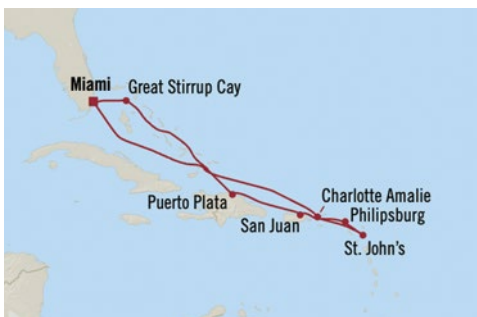 Miami
Great Stirrup Cay
Charlotte Amalie
Puerto Plata
Philipsburg
San Juan
St. John's